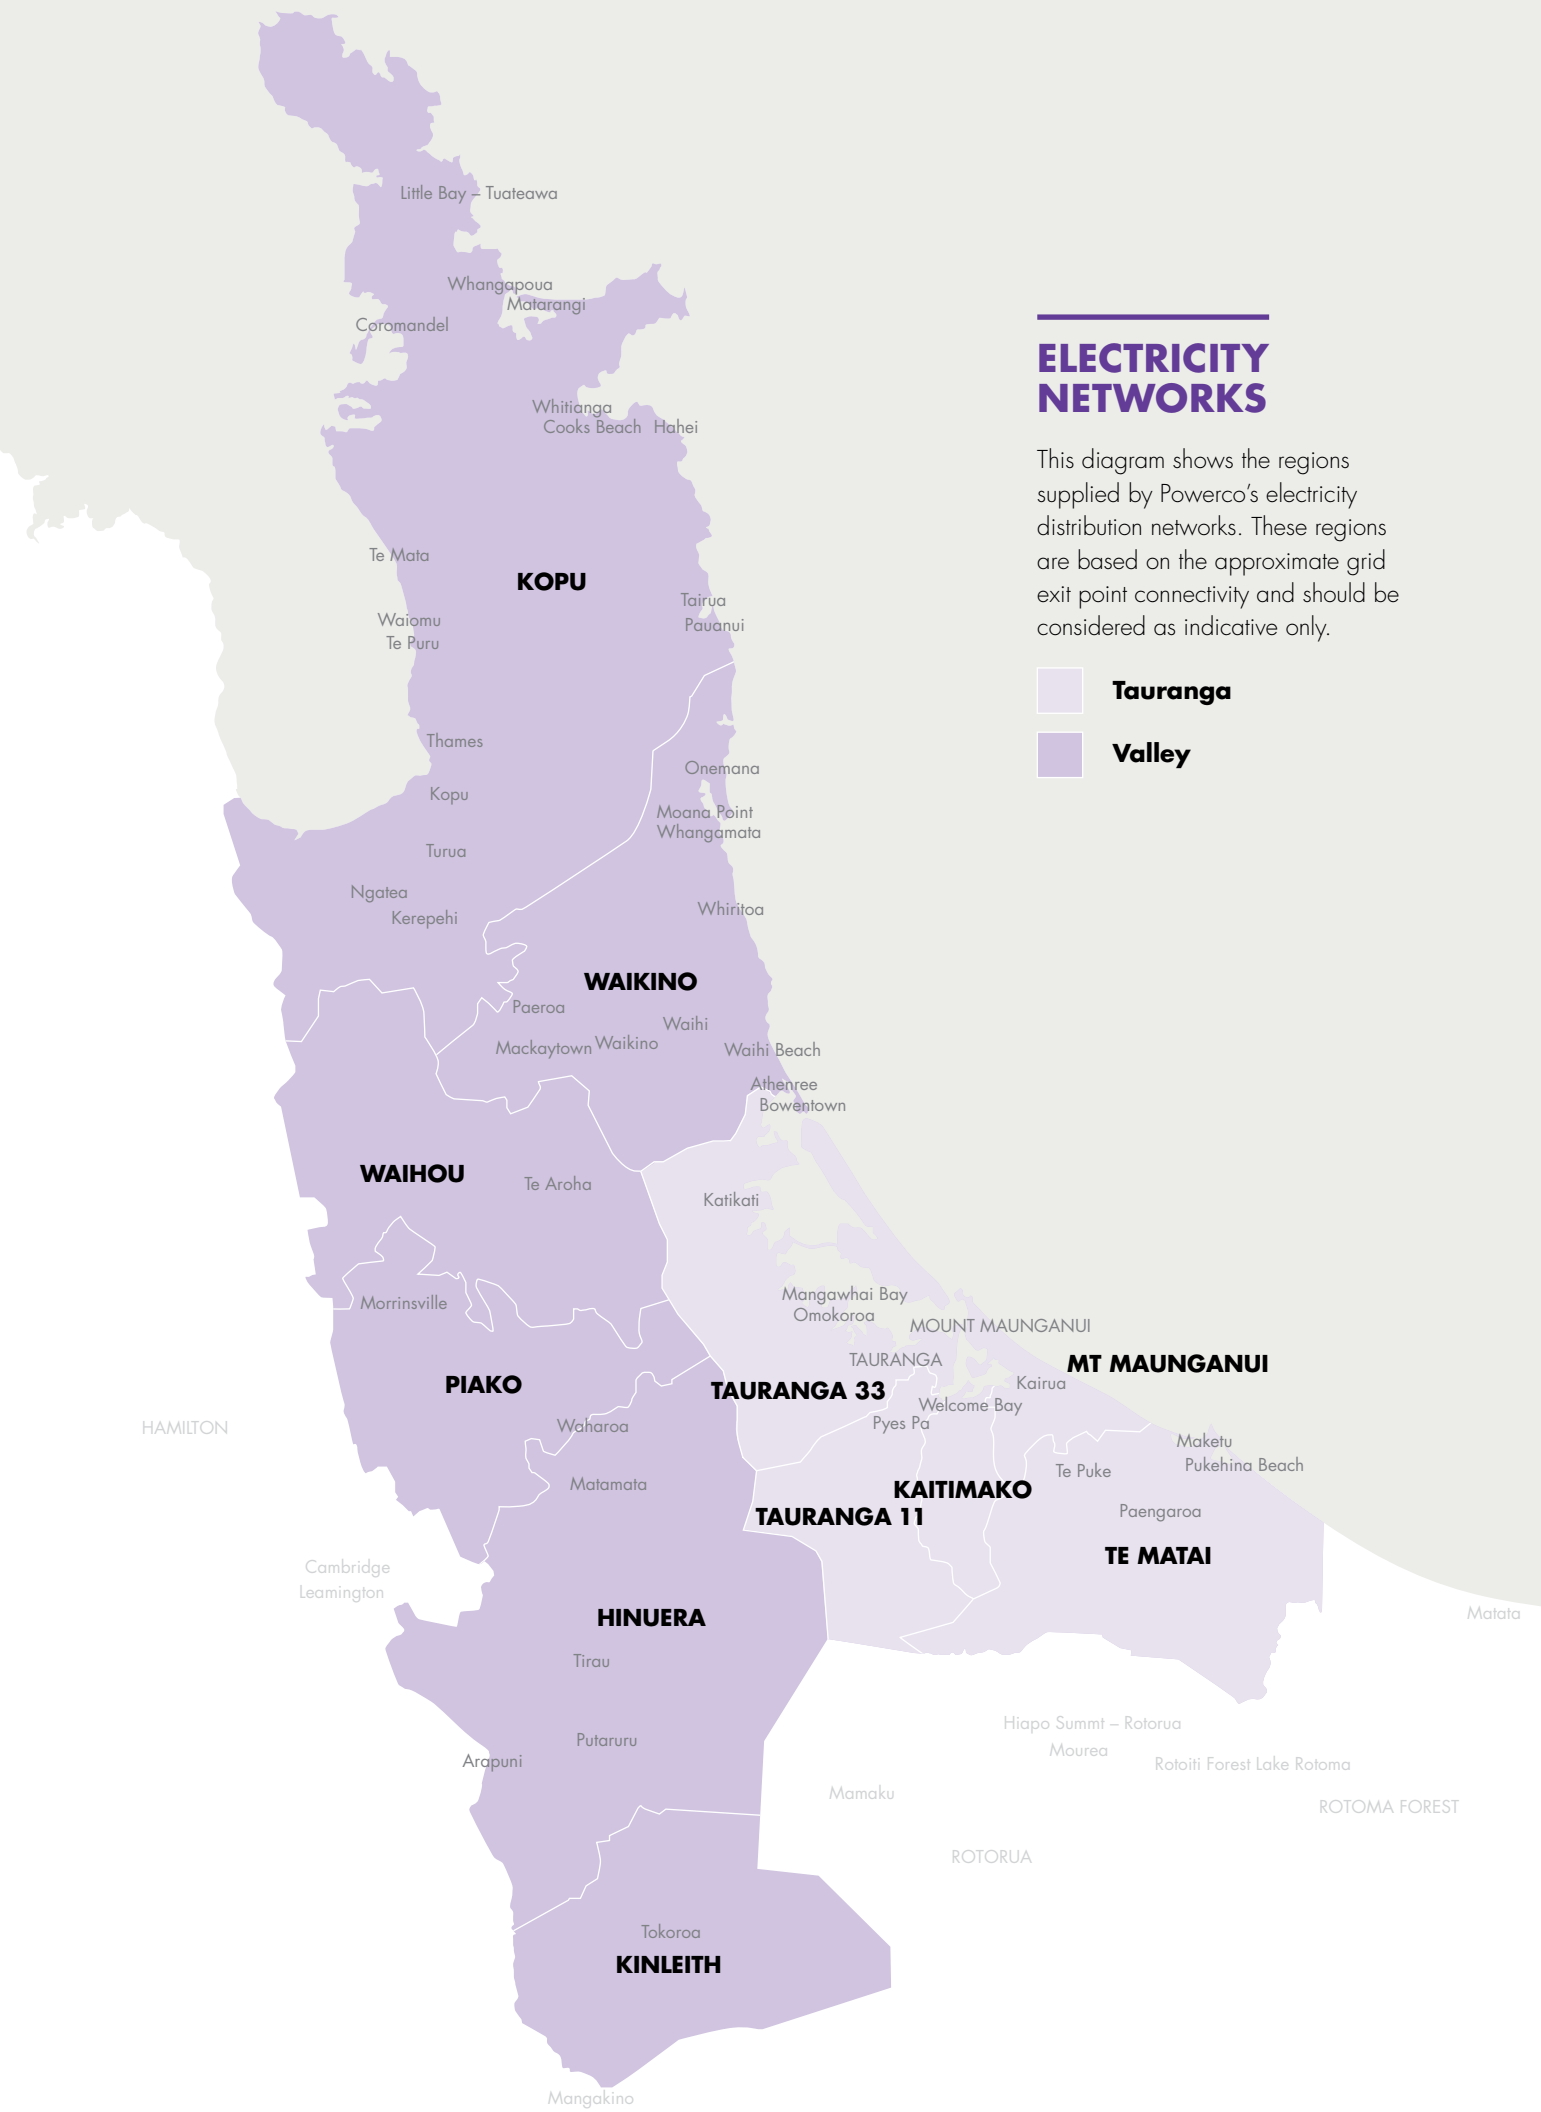 Little Bay – Tuateawa
Whangapoua
Matarangi
Coromandel
ELECTRICITY
NETWORKS
Whitianga
Cooks Beach Hahei
This diagram shows the regions
supplied by Powerco’s electricity
distribution networks. These regions
are based on the approximate grid
exit point connectivity and should be
considered as indicative only.
Te Mata
KOPU
Tairua
Waiomu
Pauanui
Te Puru
Tauranga
Valley
Thames
Onemana
Kopu
Moana Point
Whangamata
Turua
Ngatea
Whiritoa
Kerepehi
WAIKINO
Paeroa
Waihi
Mackaytown Waikino
Waihi Beach
Athenree
Bowentown
WAIHOU
Te Aroha
Katikati
Mangawhai Bay
Morrinsville
Omokoroa
MOUNT MAUNGANUI
TAURANGA
MT MAUNGANUI
PIAKO
TAURANGA 33
Kairua
Welcome Bay
HAMILTON
Waharoa
Pyes Pa
Maketu
Pukehina Beach
Te Puke
Matamata
KAITIMAKO
TAURANGA 11
Paengaroa
TE MATAI
Cambridge
Leamington
HINUERA
Matata
Tirau
Hiapo Summt – Rotorua
Putaruru
Mourea
Arapuni
Rotoiti Forest Lake Rotoma
Mamaku
ROTOMA FOREST
ROTORUA
Tokoroa
KINLEITH
Mangakino